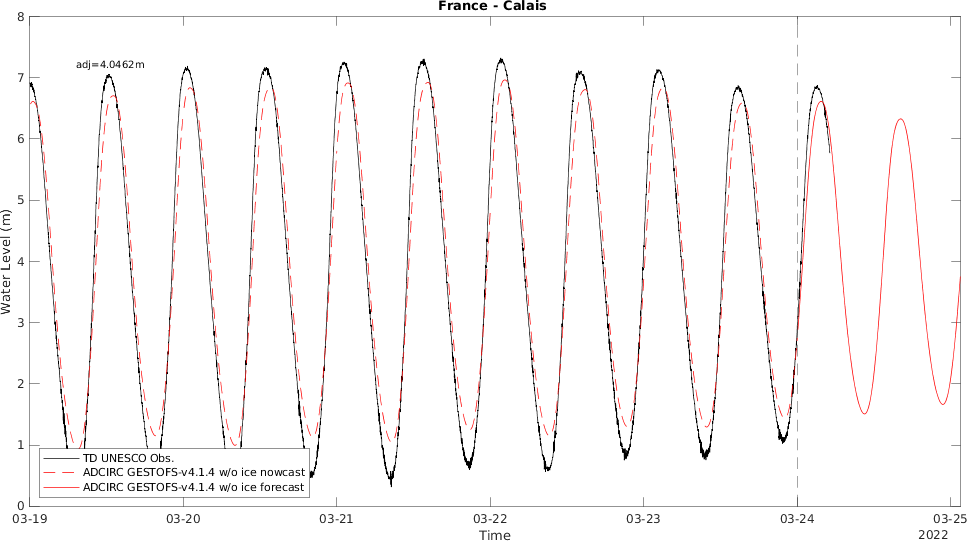 France - Calais
adj=4.0462m
8
7
6
5
4
3
2
1
0
Water Level (m)
TD UNESCO Obs.
ADCIRC GESTOFS-v4.1.4 w/o ice nowcast
ADCIRC GESTOFS-v4.1.4 w/o ice forecast
03-19
03-20
03-21
03-22
03-23
03-24
03-25
Time
2022